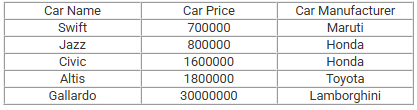 Car Name Car Price Car Manufacturer
Swift 700000 Maruti
Jazz 800000 Honda
Civic 1600000 Honda
Altis 1800000 Toyota
Gallardo 30000000 Lamborghini